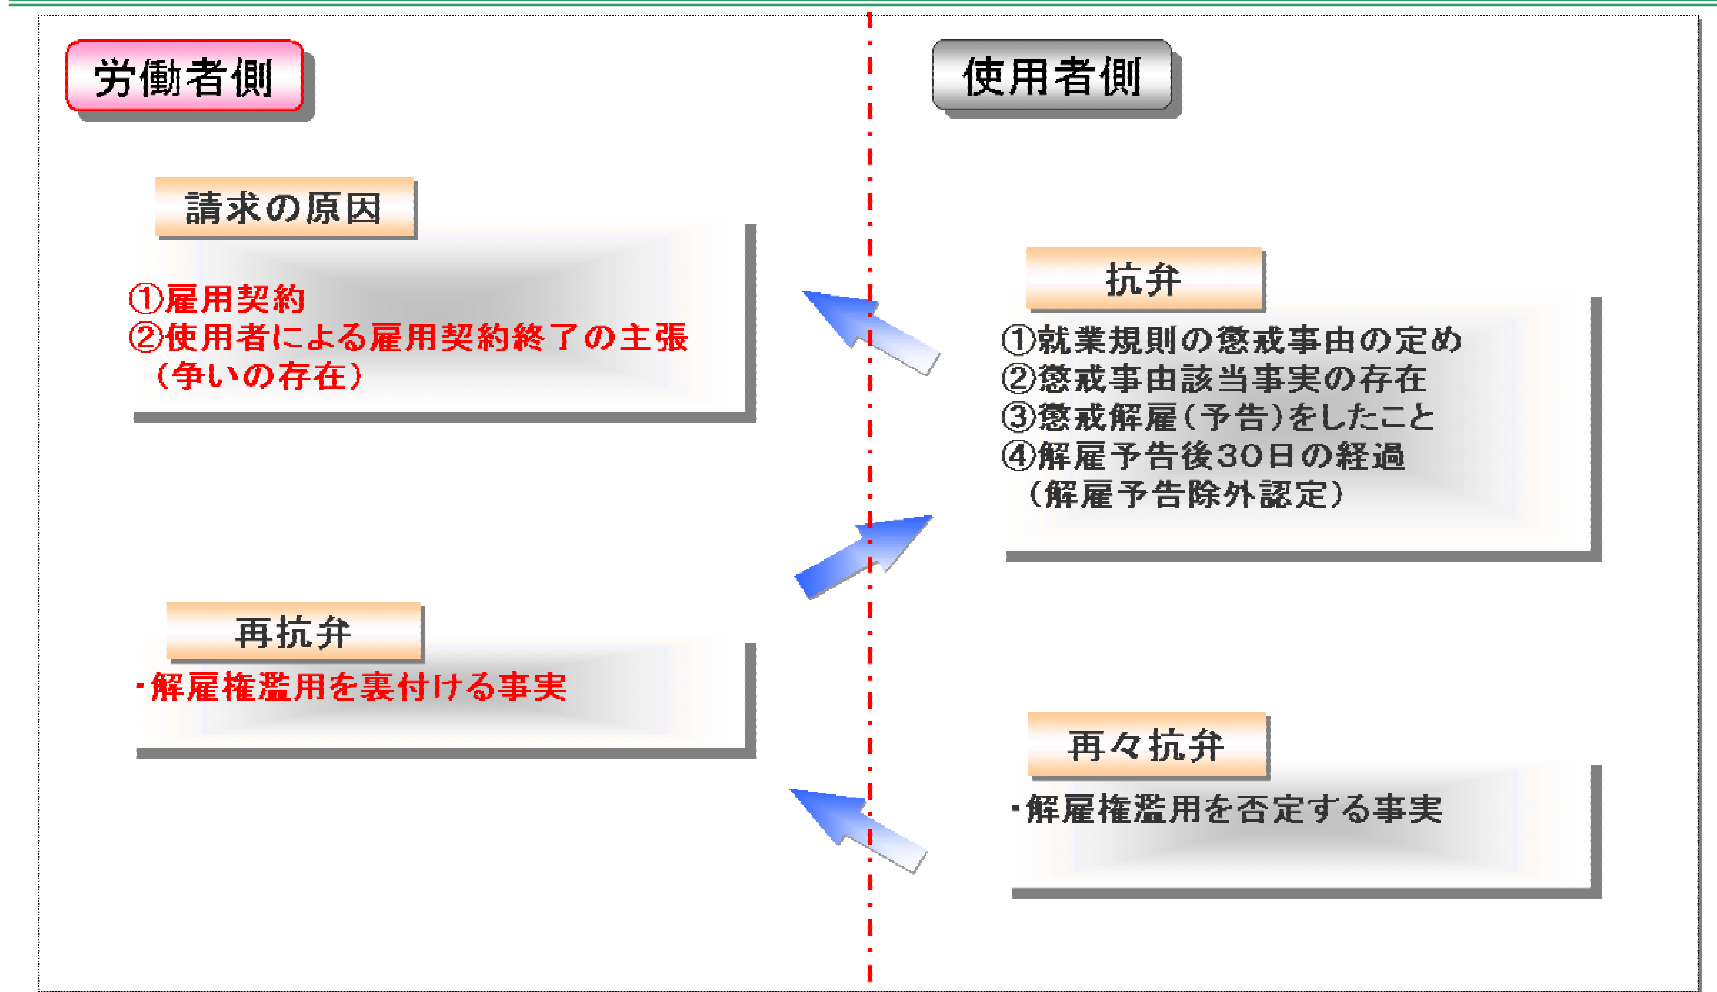 労働者側
請求の原因
①雇用契約
②使用者による雇用契約終了の主張
（争いの存在）
再抗弁
・解雇権濫用を裏付ける事実
使用者側
抗弁
①就業規則の懲戒事由の定め
②懲戒事由該当事実の存在
③懲戒解雇（予告）をしたこと
④解雇予告後３０日の経過
（解雇予告除外認定）
再々抗弁
・解雇権濫用を否定する事実